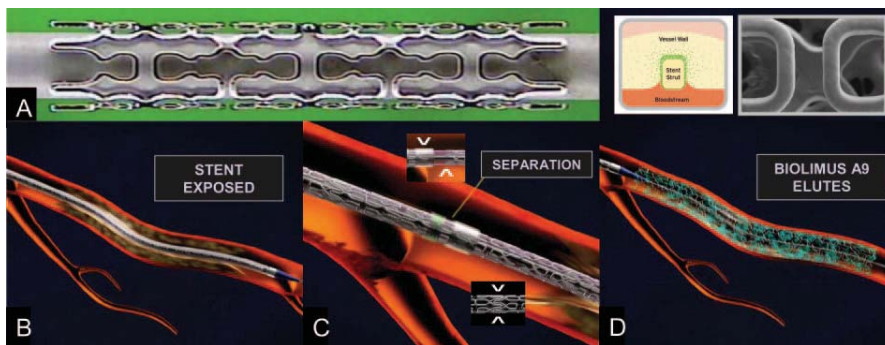 A
Vessel Wall
Stent
Strut
Bloodstream
STENT
EXPOSED
B
SEPARATION
C
BIOLIMUS A9
ELUTES
D